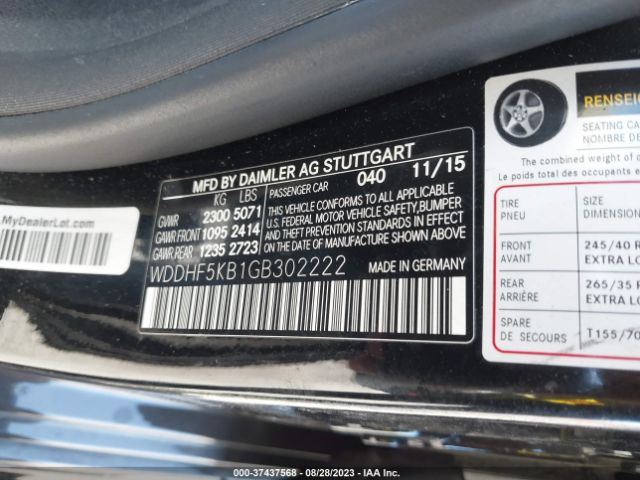 MFD BY DAIMLER AG STUTTGART
KG LBS PASSENGER CAR 040 11/15
GVWR 2300 5071
GAWR FRONT 1095 2414
GAWR REAR 1235 2723
THIS VEHICLE CONFORMS TO ALL APPLICABLE
U.S. FEDERAL MOTOR VEHICLE SAFETY, BUMPER
AND THEFT PREVENTION STANDARDS IN EFFECT
ON THE DATE OF MANUFACTURE SHOWN ABOVE.
WDDHF5KB1GB302222 MADE IN GERMANY
MyDealerLot.com
RENSEIG
SEATING CA
NOMBRE DE
The combined weight of
Le poids total des occupants e
TIRE SIZE
PNEU DIMENSION
FRONT 245/40 R
AVANT EXTRA LO
REAR 265/35 R
ARRIÈRE EXTRA LO
SPARE
DE SECOURS T155/70
000-37437568 | 08/28/2023 | IAA Inc.